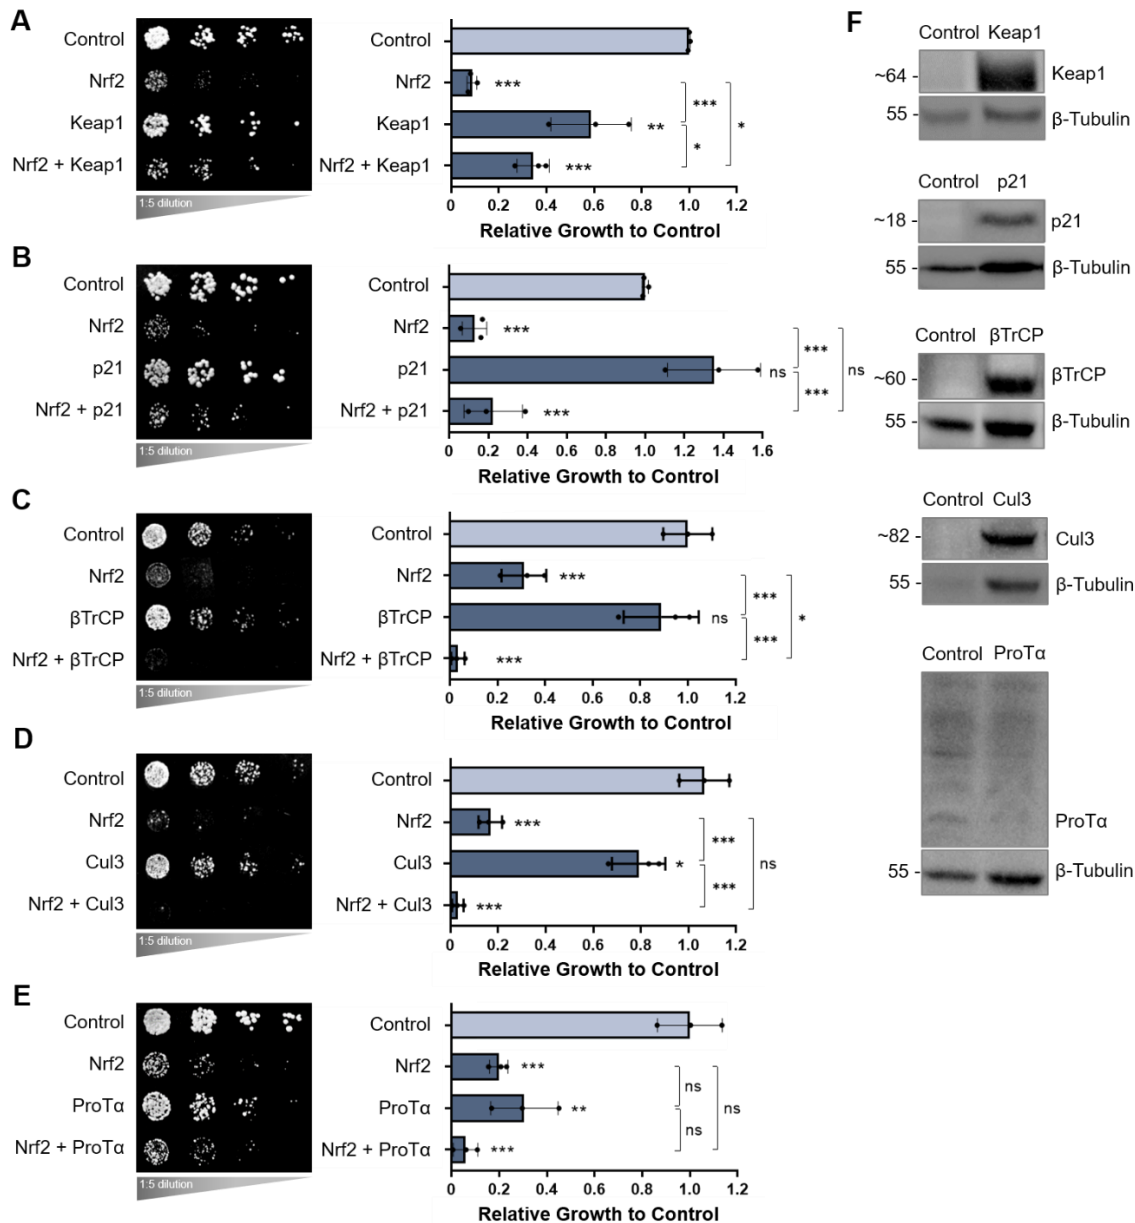 A
Control
Nrf2
Keap1
Nrf2 + Keap1
1:5 dilution
Control
Nrf2
Keap1
Nrf2 + Keap1
***
**
***
***
*
*
0 0.2 0.4 0.6 0.8 1.0 1.2
Relative Growth to Control
B
Control
Nrf2
p21
Nrf2 + p21
1:5 dilution
Control
Nrf2
p21
Nrf2 + p21
***
ns
***
***
***
ns
0 0.2 0.4 0.6 0.8 1.0 1.2 1.4 1.6
Relative Growth to Control
C
Control
Nrf2
βTrCP
Nrf2 + βTrCP
1:5 dilution
Control
Nrf2
βTrCP
Nrf2 + βTrCP
***
ns
***
***
***
*
0 0.2 0.4 0.6 0.8 1.0 1.2
Relative Growth to Control
D
Control
Nrf2
Cul3
Nrf2 + Cul3
1:5 dilution
Control
Nrf2
Cul3
Nrf2 + Cul3
***
*
***
***
***
ns
0 0.2 0.4 0.6 0.8 1.0 1.2
Relative Growth to Control
E
Control
Nrf2
ProTα
Nrf2 + ProTα
1:5 dilution
Control
Nrf2
ProTα
Nrf2 + ProTα
***
**
***
ns
ns
ns
0 0.2 0.4 0.6 0.8 1.0 1.2
Relative Growth to Control
F
Control Keap1
~64 - Keap1
55 - β-Tubulin
Control p21
~18 - p21
55 - β-Tubulin
Control βTrCP
~60 - βTrCP
55 - β-Tubulin
Control Cul3
~82 - Cul3
55 - β-Tubulin
Control ProTα
ProTα
55 - β-Tubulin